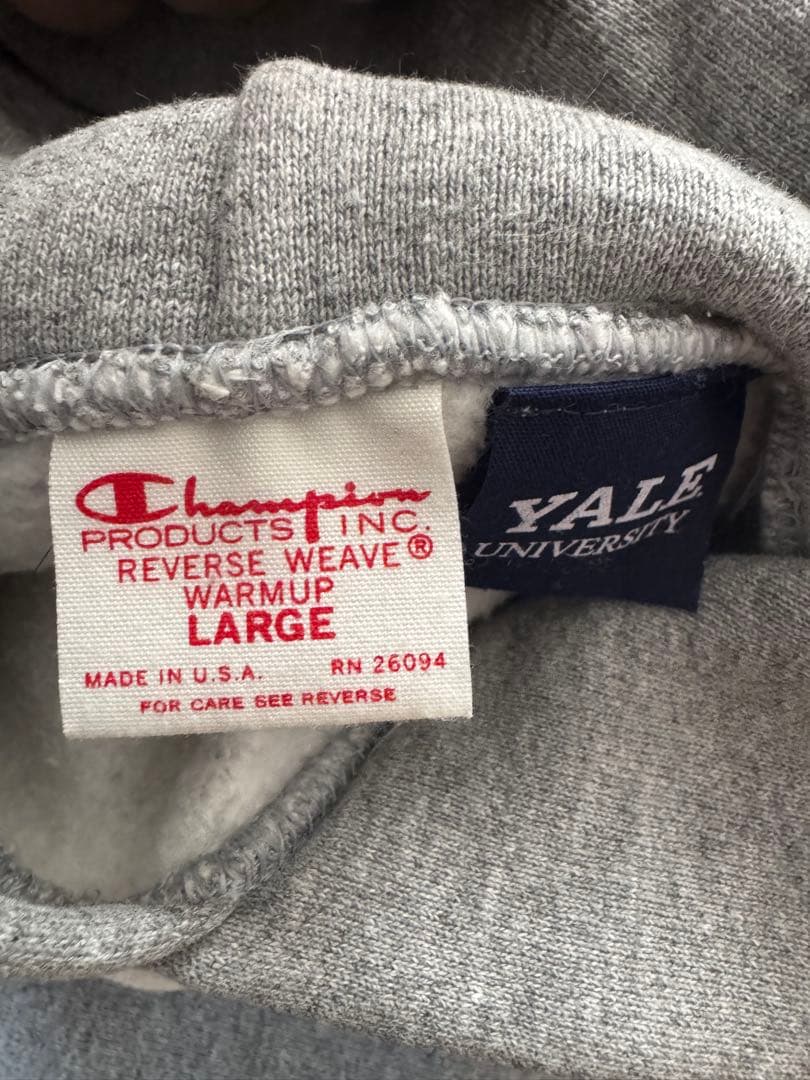 Champion
PRODUCTS INC.
REVERSE WEAVE®
WARMUP
LARGE
MADE IN U.S.A. RN 26094
FOR CARE SEE REVERSE
YALE
UNIVERSITY